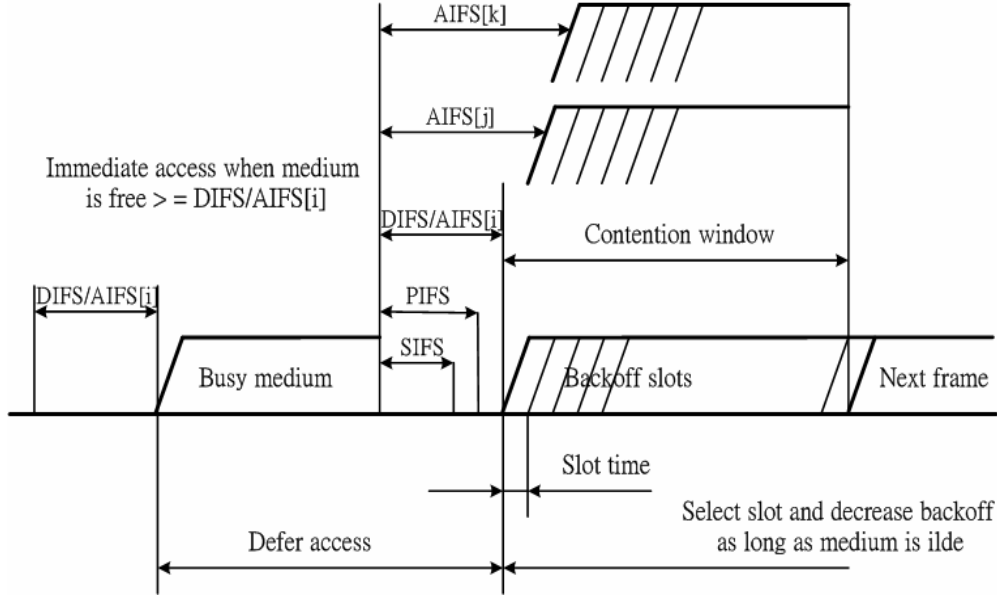 AIFS[k]
AIFS[j]
Immediate access when medium
is free > = DIFS/AIFS[i]
DIFS/AIFS[i]
Contention window
DIFS/AIFS[i]
PIFS
SIFS
Busy medium
Backoff slots
Next frame
Slot time
Select slot and decrease backoff
as long as medium is ilde
Defer access